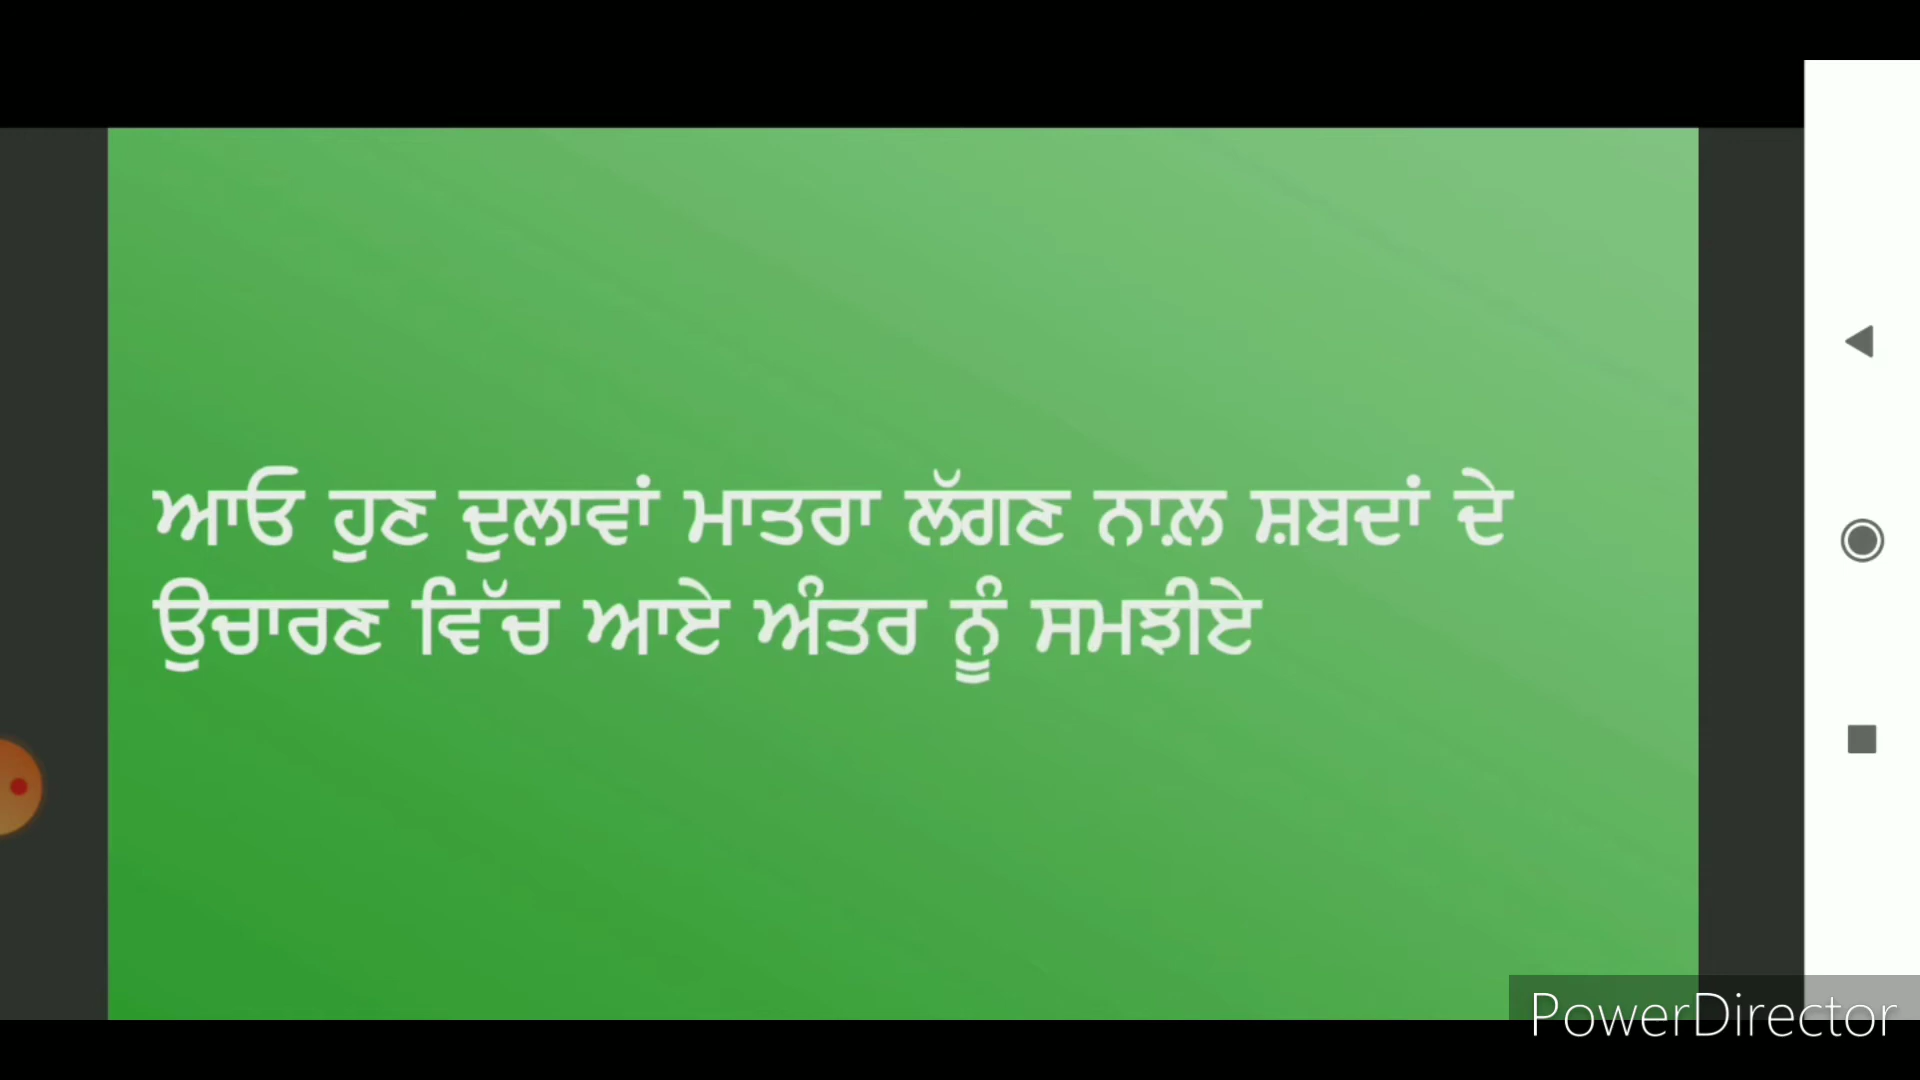 ਆਓ ਹੁਣ ਦੁਲਾਵਾਂ ਮਾਤਰਾ ਲੱਗਣ ਨਾਲ਼ ਸ਼ਬਦਾਂ ਦੇ
ਉਚਾਰਣ ਵਿੱਚ ਆਏ ਅੰਤਰ ਨੂੰ ਸਮਝੀਏ
PowerDirector